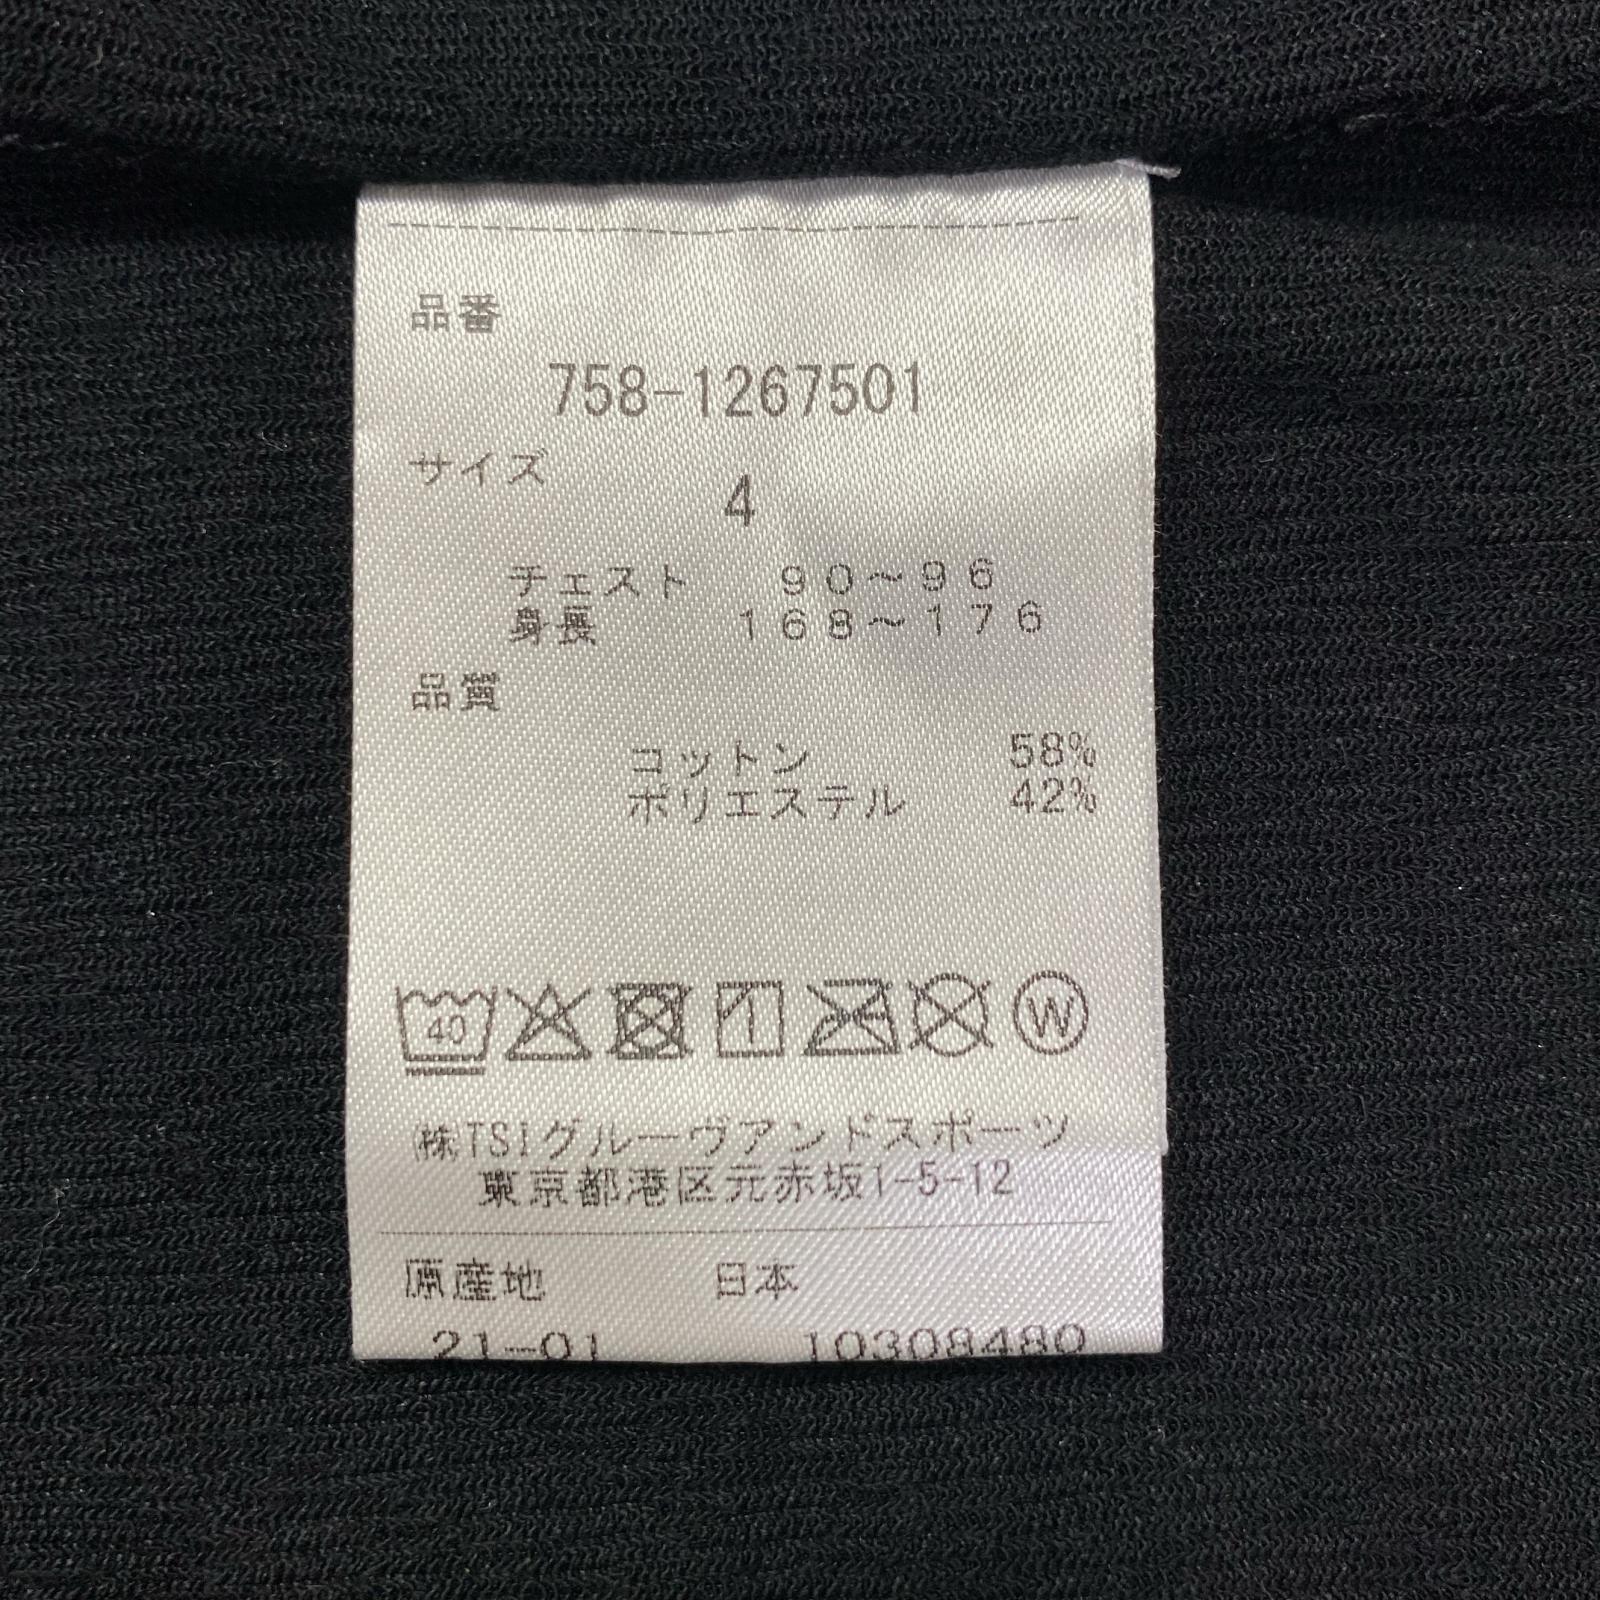 品番
758-1267501
サイズ
4
チェスト 90～96
身長 168～176
品質
コットン 58%
ポリエステル 42%
40 1 W
㈱TSIグルーヴアンドスポーツ
東京都港区元赤坂1-5-12
原産地 日本
21-01 10308480